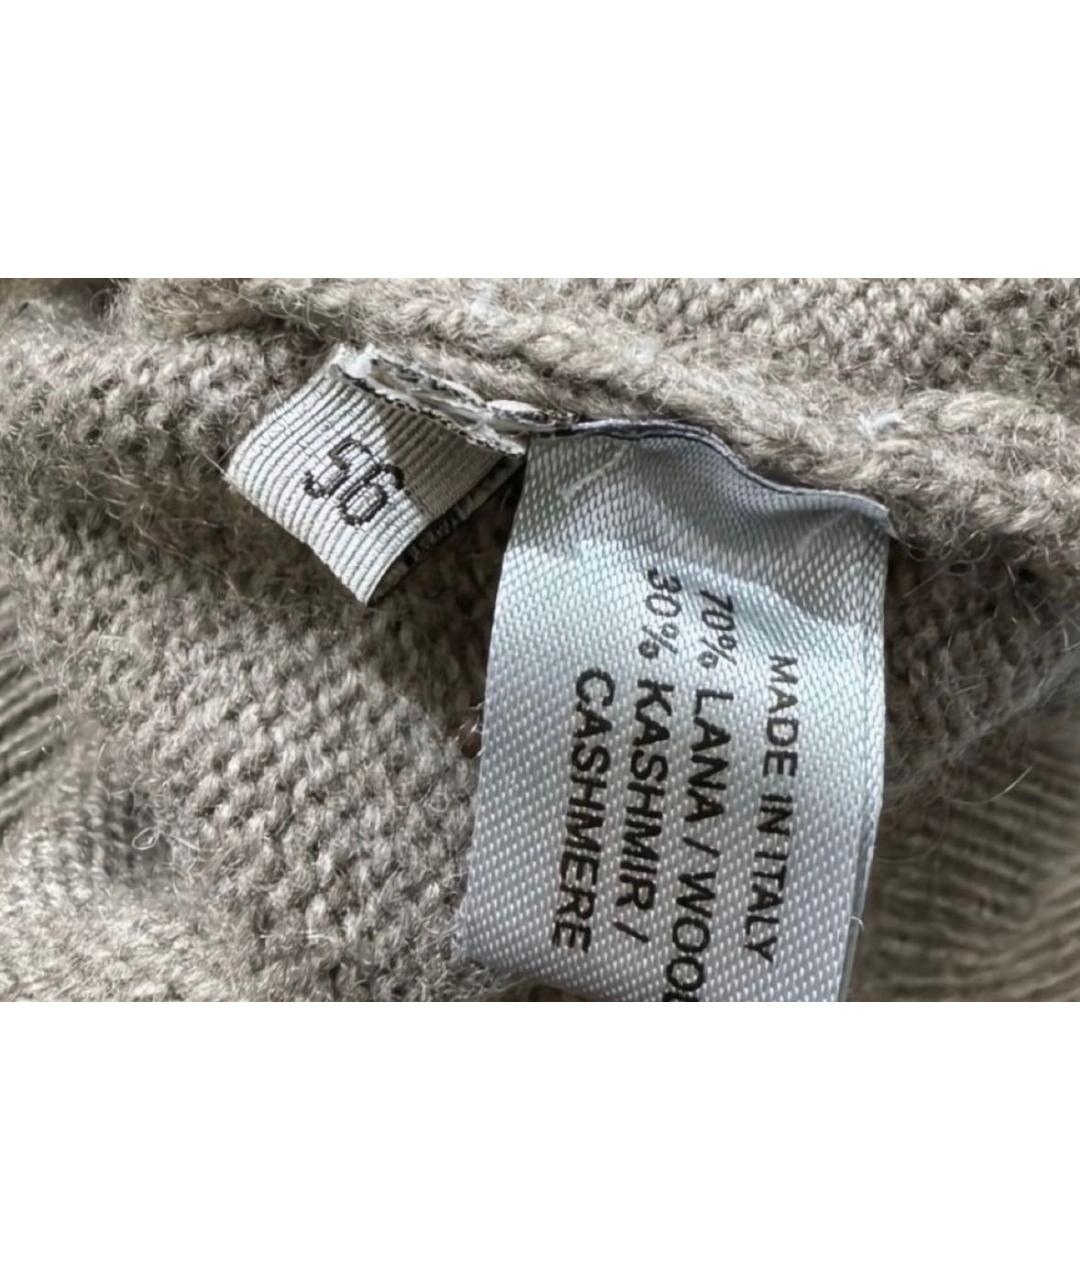 56
MADE IN ITALY
70% LANA / WOO
30% KASHMIR /
CASHMERE